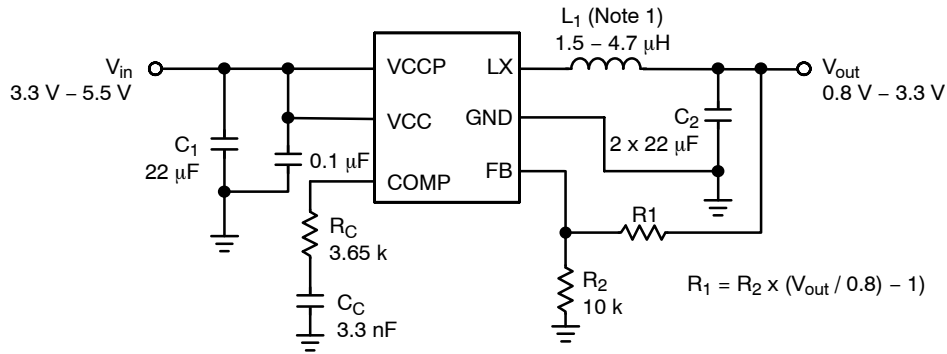 L1 (Note 1)
1.5 – 4.7 μH
Vin
3.3 V – 5.5 V
VCCP
LX
Vout
0.8 V – 3.3 V
VCC
GND
C1
22 μF
0.1 μF
C2
2 x 22 μF
COMP
FB
RC
3.65 k
R1
CC
3.3 nF
R2
10 k
R1 = R2 x (Vout / 0.8) – 1)